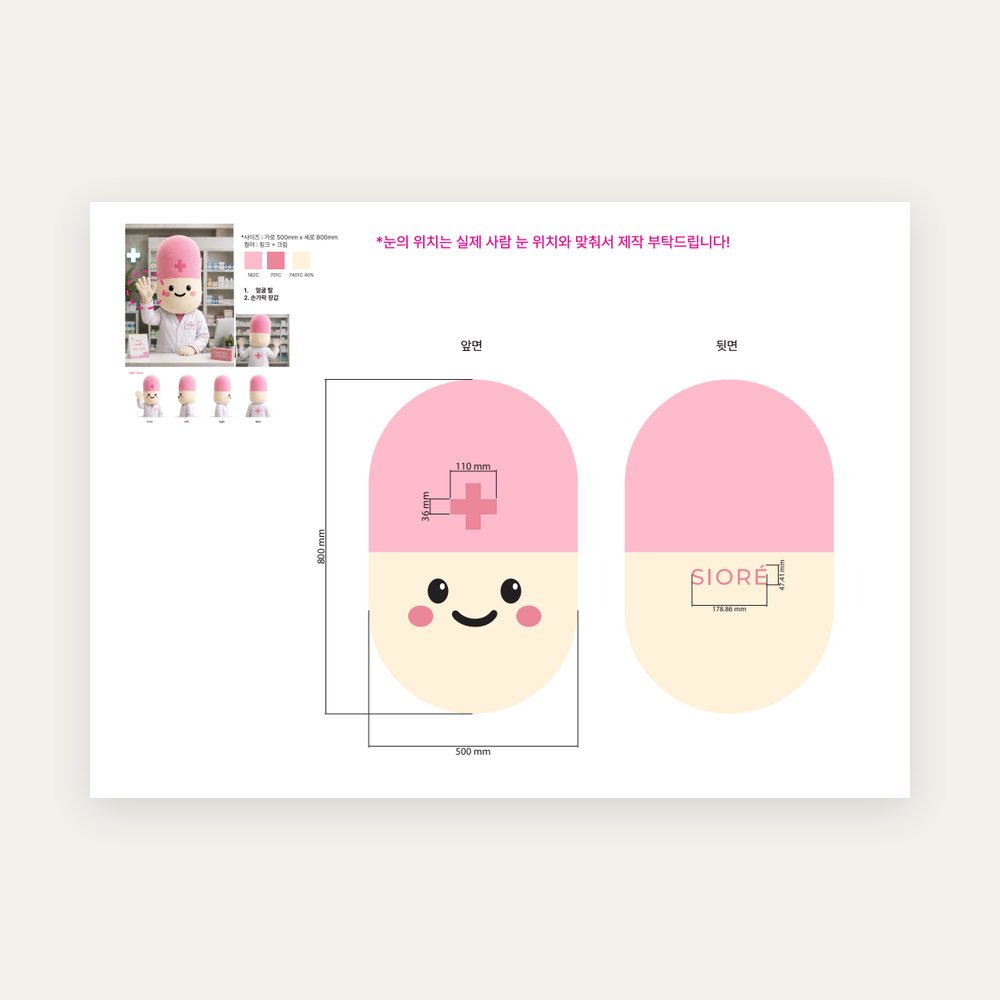 *사이즈 : 가로 500mm x 세로 800mm
컬러 : 핑크 + 크림
182C 701C 7401C 40%
1. 얼굴 탈
2. 손가락 장갑
*눈의 위치는 실제 사람 눈 위치와 맞춰서 제작 부탁드립니다!
앞면
뒷면
110 mm
36 mm
800 mm
500 mm
SIORÉ
47.41 mm
178.86 mm